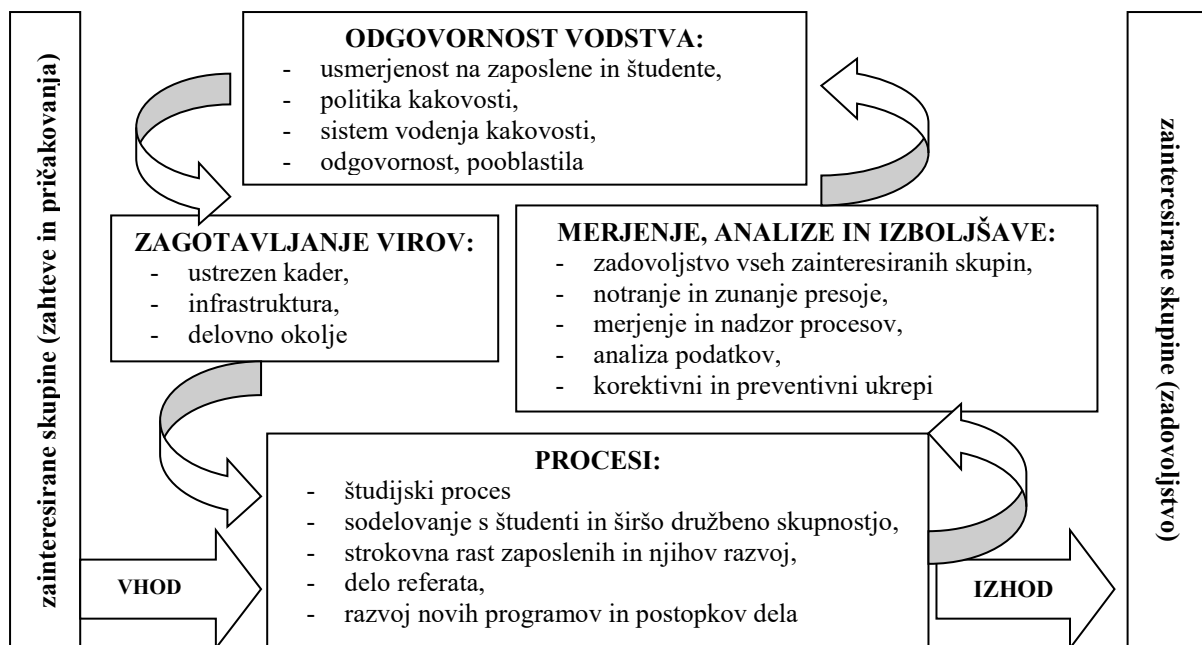 zainteresirane skupine (zahteve in pričakovanja)
ODGOVORNOST VODSTVA:
- usmerjenost na zaposlene in študente,
- politika kakovosti,
- sistem vodenja kakovosti,
- odgovornost, pooblastila
ZAGOTAVLJANJE VIROV:
- ustrezen kader,
- infrastruktura,
- delovno okolje
MERJENJE, ANALIZE IN IZBOLJŠAVE:
- zadovoljstvo vseh zainteresiranih skupin,
- notranje in zunanje presoje,
- merjenje in nadzor procesov,
- analiza podatkov,
- korektivni in preventivni ukrepi
PROCESI:
- študijski proces
- sodelovanje s študenti in širšo družbeno skupnostjo,
- strokovna rast zaposlenih in njihov razvoj,
- delo referata,
- razvoj novih programov in postopkov dela
VHOD
IZHOD
zainteresirane skupine (zadovoljstvo)